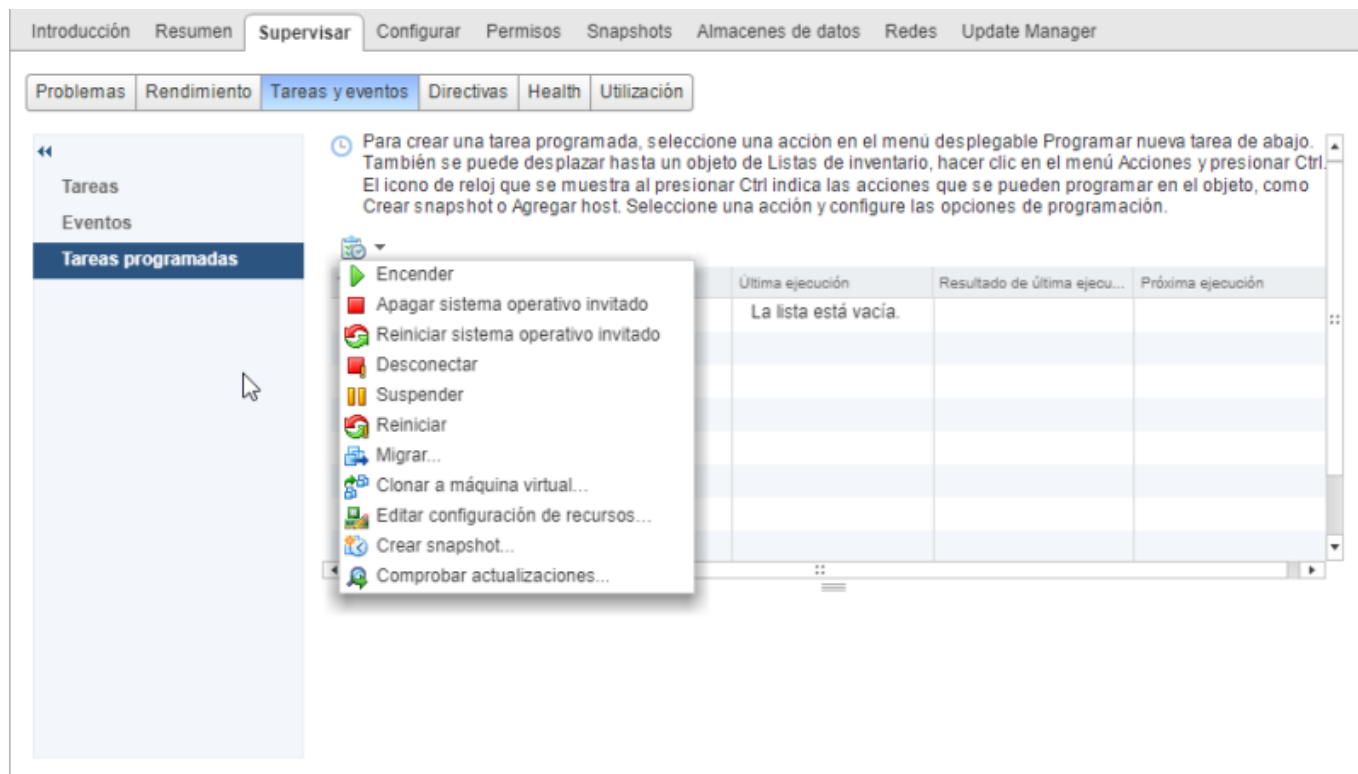 Introducción Resumen Supervisar Configurar Permisos Snapshots Almacenes de datos Redes Update Manager
Problemas Rendimiento Tareas y eventos Directivas Health Utilización
Tareas
Eventos
Tareas programadas
Para crear una tarea programada, seleccione una acción en el menú desplegable Programar nueva tarea de abajo.
También se puede desplazar hasta un objeto de Listas de inventario, hacer clic en el menú Acciones y presionar Ctrl.
El icono de reloj que se muestra al presionar Ctrl indica las acciones que se pueden programar en el objeto, como
Crear snapshot o Agregar host. Seleccione una acción y configure las opciones de programación.
Encender
Apagar sistema operativo invitado
Reiniciar sistema operativo invitado
Desconectar
Suspender
Reiniciar
Migrar...
Clonar a máquina virtual...
Editar configuración de recursos...
Crear snapshot...
Comprobar actualizaciones...
Última ejecución Resultado de última ejecu... Próxima ejecución
La lista está vacía.